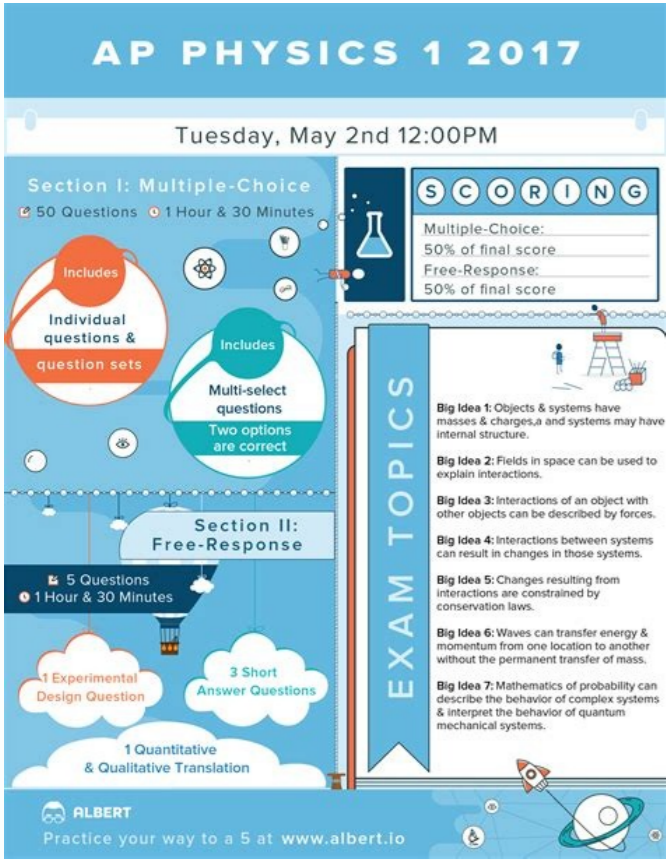 AP PHYSICS 1 2017
Tuesday, May 2nd 12:00PM
Section I: Multiple-Choice
50 Questions 1 Hour & 30 Minutes
Includes
Individual
questions &
question sets
Includes
Multi-select
questions
Two options
are correct
Section II:
Free-Response
5 Questions
1 Hour & 30 Minutes
1 Experimental
Design Question
3 Short
Answer Questions
1 Quantitative
& Qualitative Translation
SCORING
Multiple-Choice:
50% of final score
Free-Response:
50% of final score
EXAM TOPICS
Big Idea 1: Objects & systems have
masses & charges,a and systems may have
internal structure.
Big Idea 2: Fields in space can be used to
explain interactions.
Big Idea 3: Interactions of an object with
other objects can be described by forces.
Big Idea 4: Interactions between systems
can result in changes in those systems.
Big Idea 5: Changes resulting from
interactions are constrained by
conservation laws.
Big Idea 6: Waves can transfer energy &
momentum from one location to another
without the permanent transfer of mass.
Big Idea 7: Mathematics of probability can
describe the behavior of complex systems
& interpret the behavior of quantum
mechanical systems.
ALBERT
Practice your way to a 5 at www.albert.io